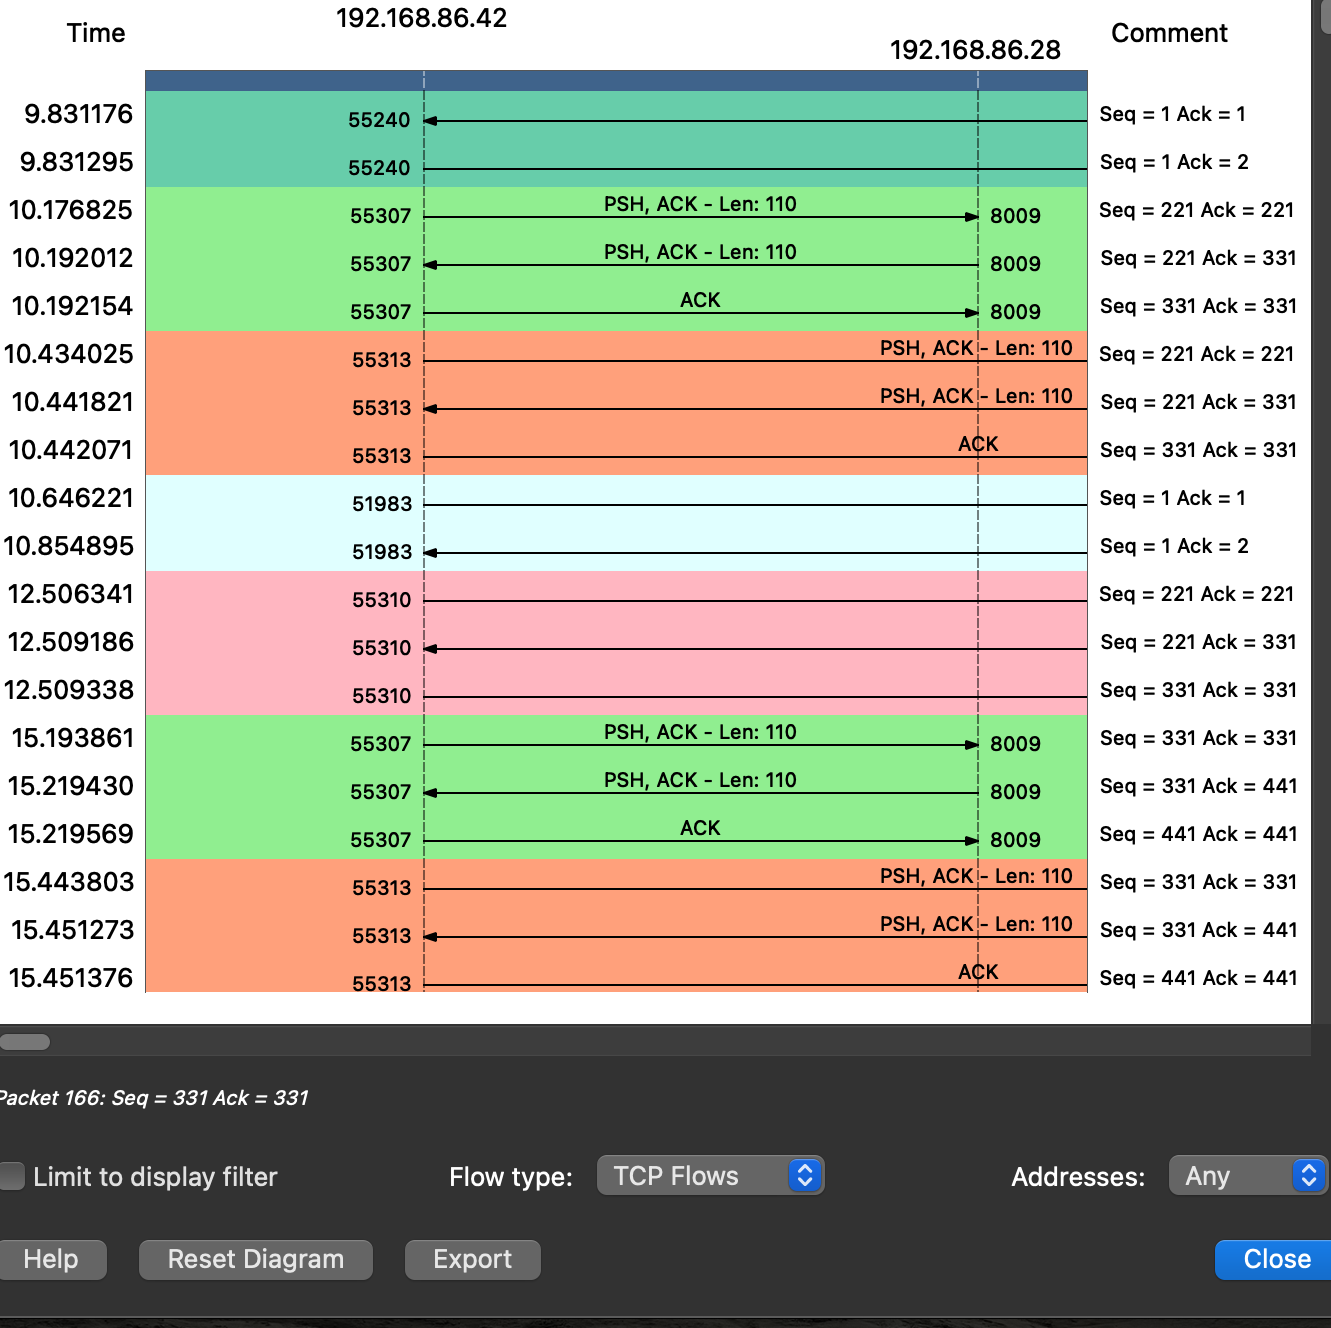 192.168.86.42
Time 192.168.86.28 Comment
9.831176 55240 Seq = 1 Ack = 1
9.831295 55240 Seq = 1 Ack = 2
10.176825 55307 PSH, ACK - Len: 110 8009 Seq = 221 Ack = 221
10.192012 55307 PSH, ACK - Len: 110 8009 Seq = 221 Ack = 331
10.192154 55307 ACK 8009 Seq = 331 Ack = 331
10.434025 55313 PSH, ACK - Len: 110 Seq = 221 Ack = 221
10.441821 55313 PSH, ACK - Len: 110 Seq = 221 Ack = 331
10.442071 55313 ACK Seq = 331 Ack = 331
10.646221 51983 Seq = 1 Ack = 1
10.854895 51983 Seq = 1 Ack = 2
12.506341 55310 Seq = 221 Ack = 221
12.509186 55310 Seq = 221 Ack = 331
12.509338 55310 Seq = 331 Ack = 331
15.193861 55307 PSH, ACK - Len: 110 8009 Seq = 331 Ack = 331
15.219430 55307 PSH, ACK - Len: 110 8009 Seq = 331 Ack = 441
15.219569 55307 ACK 8009 Seq = 441 Ack = 441
15.443803 55313 PSH, ACK - Len: 110 Seq = 331 Ack = 331
15.451273 55313 PSH, ACK - Len: 110 Seq = 331 Ack = 441
15.451376 55313 ACK Seq = 441 Ack = 441
Packet 166: Seq = 331 Ack = 331
Limit to display filter Flow type: TCP Flows Addresses: Any
Help Reset Diagram Export Close